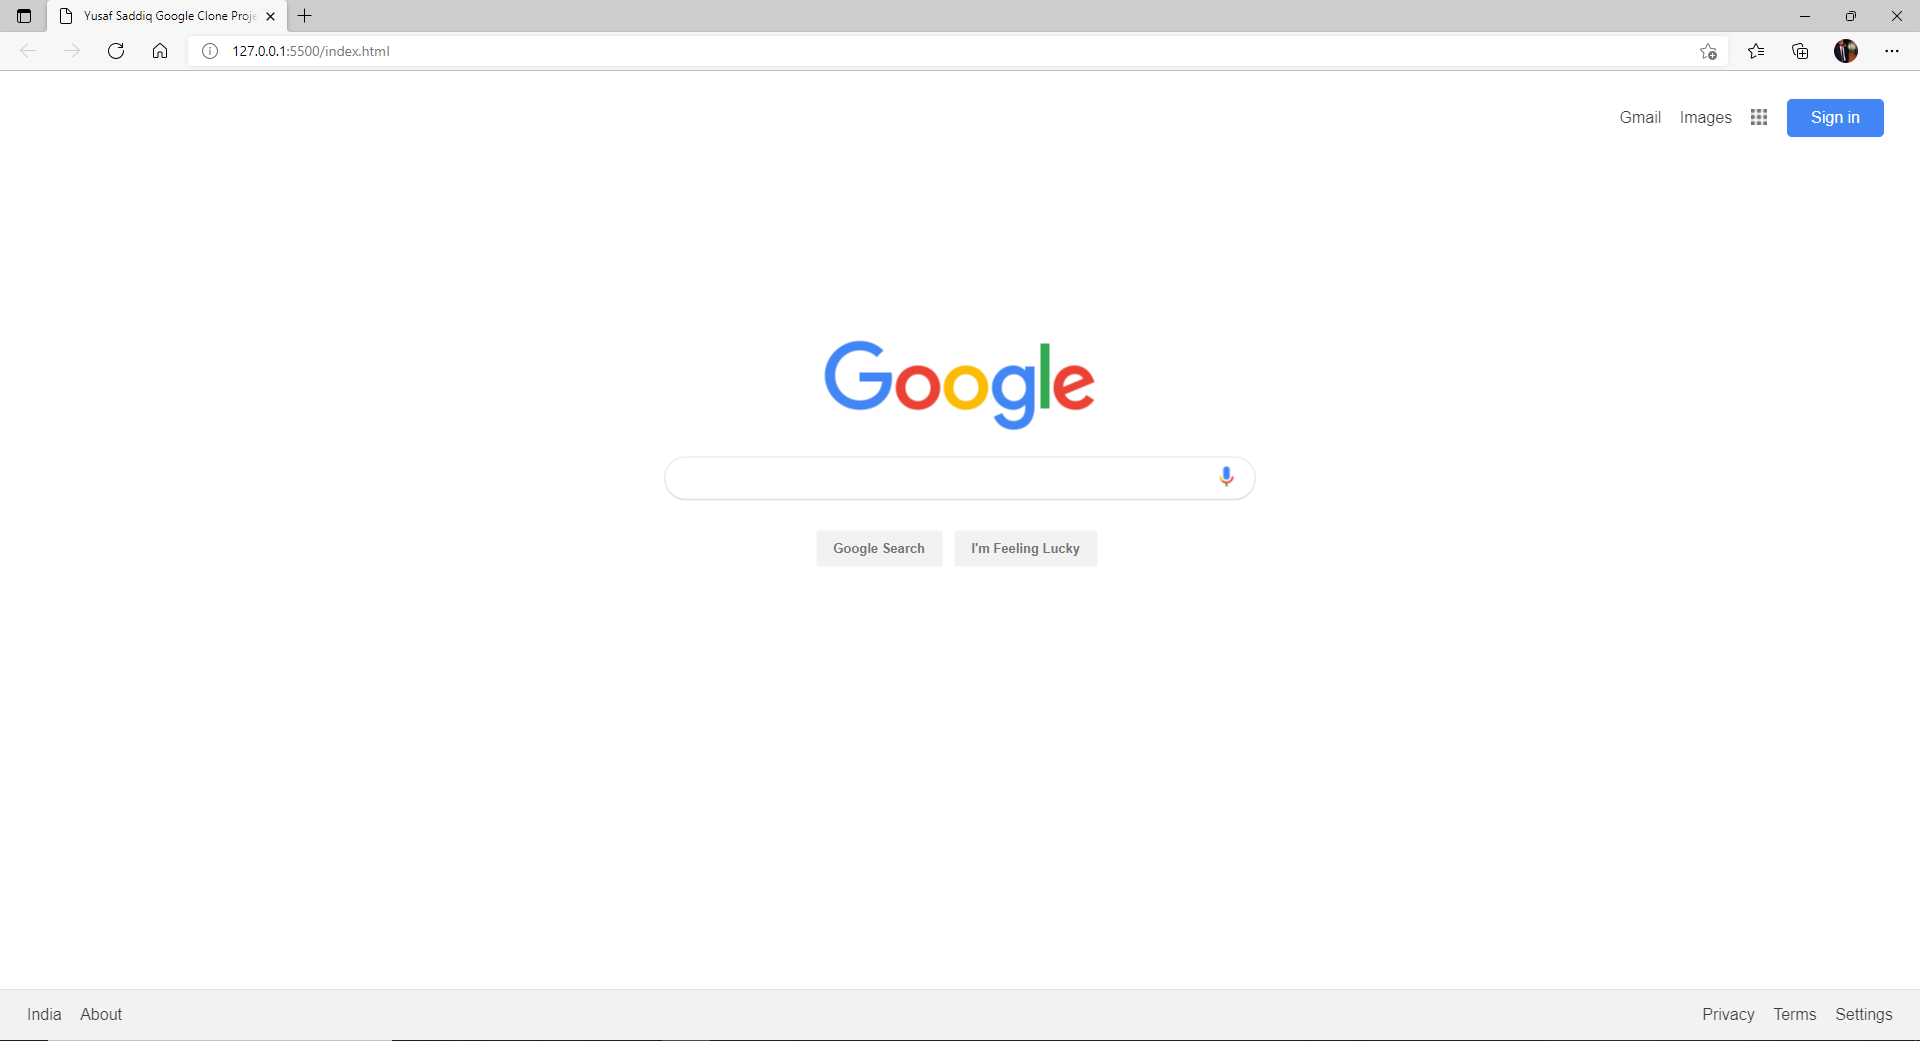 Yusaf Saddiq Google Clone Proje
127.0.0.1:5500/index.html
Gmail Images Sign in
Google
Google Search I'm Feeling Lucky
India About Privacy Terms Settings